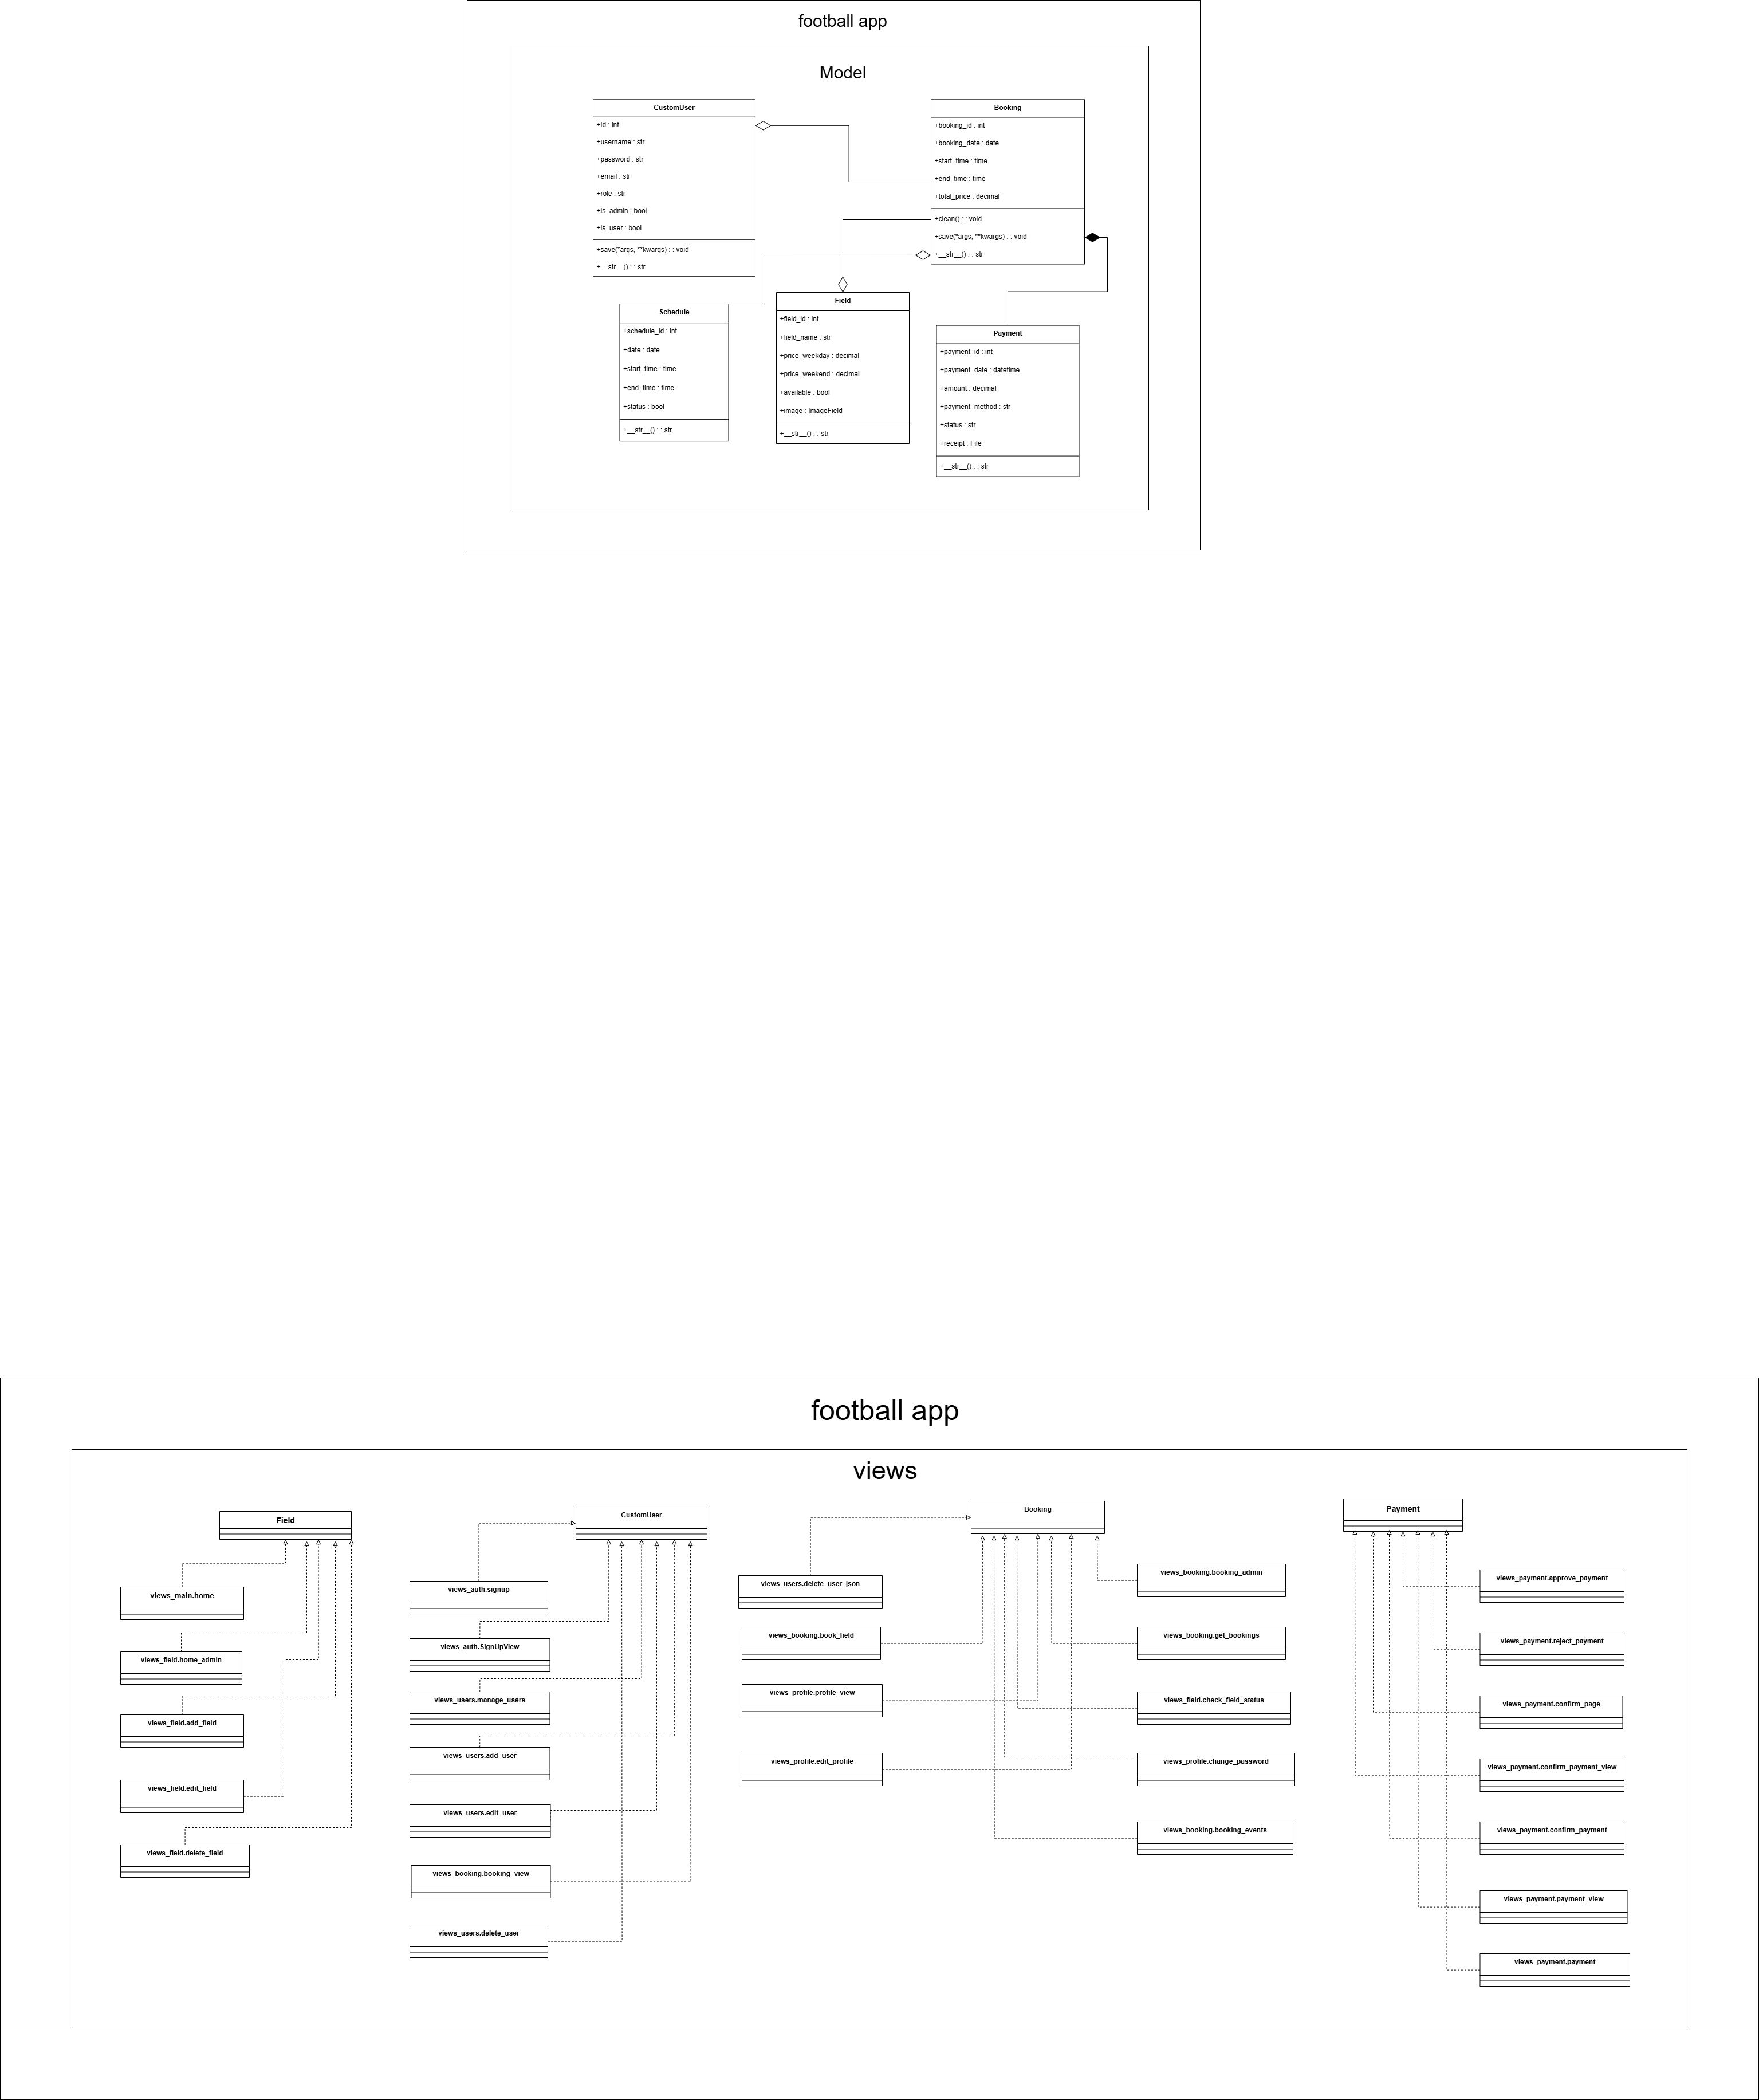 football app
Model
CustomUser
+id : int
+username : str
+password : str
+email : str
+role : str
+is_admin : bool
+is_user : bool
+save(*args, **kwargs) : : void
+__str__() : : str
Booking
+booking_id : int
+booking_date : date
+start_time : time
+end_time : time
+total_price : decimal
+clean() : : void
+save(*args, **kwargs) : : void
+__str__() : : str
Schedule
+schedule_id : int
+date : date
+start_time : time
+end_time : time
+status : bool
+__str__() : : str
Field
+field_id : int
+field_name : str
+price_weekday : decimal
+price_weekend : decimal
+available : bool
+image : ImageField
+__str__() : : str
Payment
+payment_id : int
+payment_date : datetime
+amount : decimal
+payment_method : str
+status : str
+receipt : File
+__str__() : : str
football app
views
Field
views_main.home
views_field.home_admin
views_field.add_field
views_field.edit_field
views_field.delete_field
CustomUser
views_auth.signup
views_auth.SignUpView
views_users.manage_users
views_users.add_user
views_users.edit_user
views_booking.booking_view
views_users.delete_user
Booking
views_users.delete_user_json
views_booking.book_field
views_profile.profile_view
views_profile.edit_profile
views_booking.booking_admin
views_booking.get_bookings
views_field.check_field_status
views_profile.change_password
views_booking.booking_events
Payment
views_payment.approve_payment
views_payment.reject_payment
views_payment.confirm_page
views_payment.confirm_payment_view
views_payment.confirm_payment
views_payment.payment_view
views_payment.payment